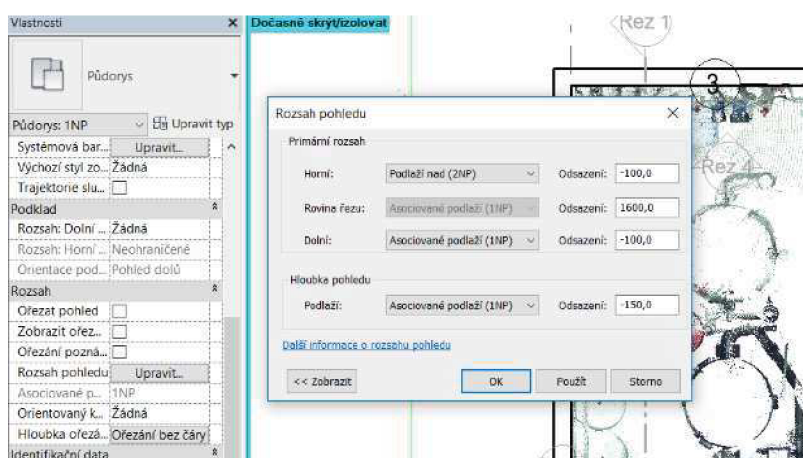 Vlastnosti
Dočasně skrýt/izolovat
Řez 1
Půdorys
3
Půdorys: 1NP
Upravit typ
Systémová bar... Upravit...
Výchozí styl zo... Žádná
Trajektorie slu...
Podklad
Rozsah: Dolní ... Žádná
Rozsah: Horní ... Neohraničené
Orientace pod... Pohled dolů
Rozsah
Ořezat pohled
Zobrazit ořez...
Ořezání pozná...
Rozsah pohledu Upravit...
Asociované p... 1NP
Orientovaný k... Žádná
Hloubka ořezá... Ořezání bez čáry
Identifikační data
Rozsah pohledu
Primární rozsah
Horní: Podlaží nad (2NP) Odsazení: -100,0
Rovina řezu: Asociované podlaží (1NP) Odsazení: 1600,0
Dolní: Asociované podlaží (1NP) Odsazení: -100,0
Hloubka pohledu
Podlaží: Asociované podlaží (1NP) Odsazení: -150,0
Další informace o rozsahu pohledu
<< Zobrazit OK Použít Storno
Řez 4